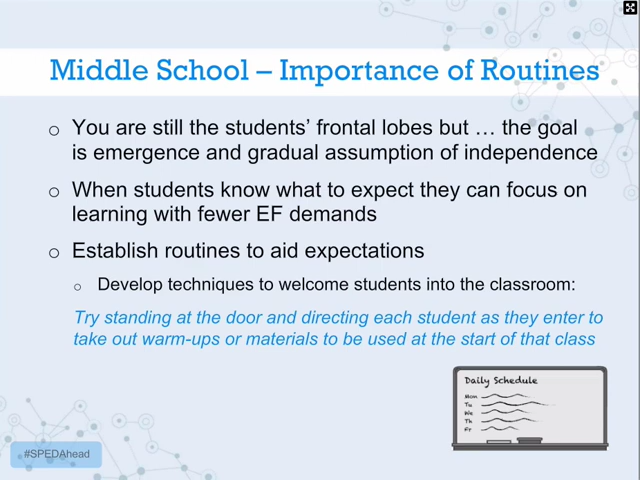 Middle School – Importance of Routines
o You are still the students’ frontal lobes but … the goal
is emergence and gradual assumption of independence
o When students know what to expect they can focus on
learning with fewer EF demands
o Establish routines to aid expectations
o Develop techniques to welcome students into the classroom:
Try standing at the door and directing each student as they enter to
take out warm-ups or materials to be used at the start of that class
Daily Schedule
Mon
Tu
We
Th
Fr
#SPEDAhead